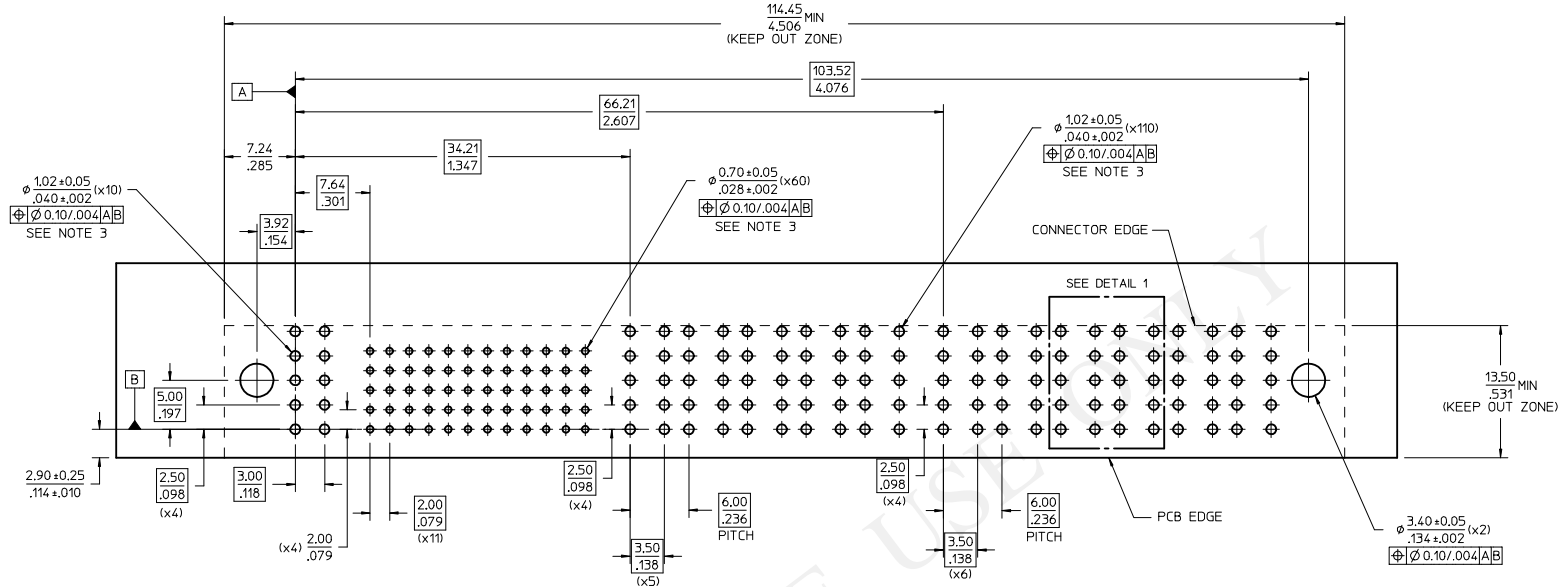 114.45 MIN
4.506
(KEEP OUT ZONE)
103.52
4.076
A
66.21
2.607
⌀ 1.02 ±0.05 (x110)
.040 ±.002
⌖ ⌀ 0.10/.004 A B
SEE NOTE 3
7.24
.285
34.21
1.347
⌀ 1.02 ±0.05 (x10)
.040 ±.002
⌖ ⌀ 0.10/.004 A B
SEE NOTE 3
7.64
.301
⌀ 0.70 ±0.05 (x60)
.028 ±.002
⌖ ⌀ 0.10/.004 A B
SEE NOTE 3
3.92
.154
CONNECTOR EDGE
SEE DETAIL 1
B
5.00
.197
13.50 MIN
.531
(KEEP OUT ZONE)
2.90 ±0.25
.114 ±.010
2.50
.098
(x4)
3.00
.118
2.00
.079
(x11)
(x4) 2.00
.079
2.50
.098
(x4)
3.50
.138
(x5)
6.00
.236
PITCH
2.50
.098
(x4)
3.50
.138
(x6)
6.00
.236
PITCH
PCB EDGE
⌀ 3.40 ±0.05 (x2)
.134 ±.002
⌖ ⌀ 0.10/.004 A B
USE ONLY